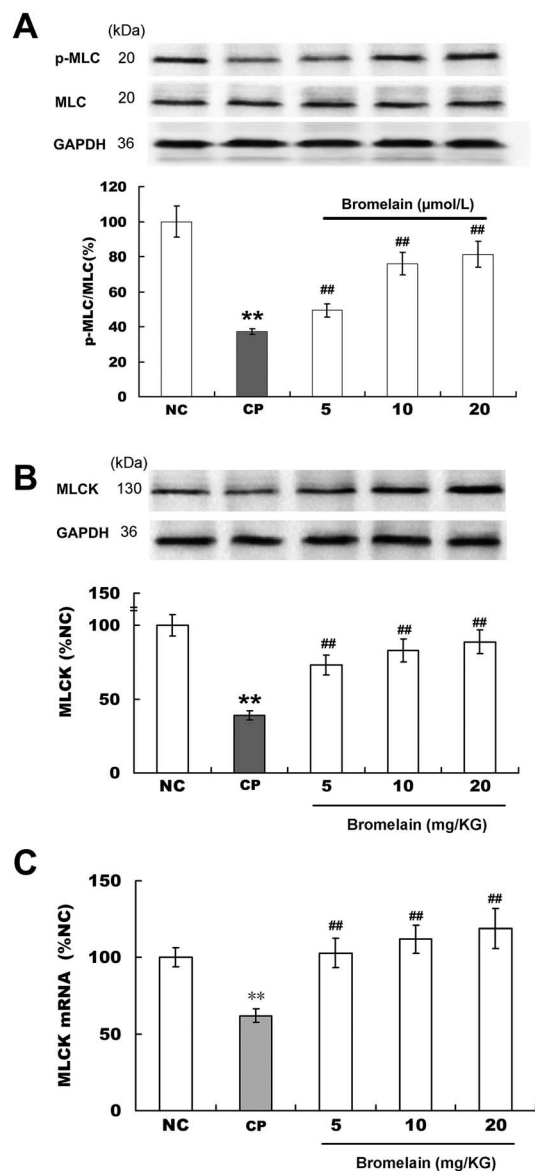 A
(kDa)
p-MLC 20
MLC 20
GAPDH 36
120
100
80
60
40
20
0
p-MLC/MLC(%)
Bromelain (μmol/L)
**
##
##
##
NC CP 5 10 20
B
(kDa)
MLCK 130
GAPDH 36
150
100
50
0
MLCK (%NC)
**
##
##
##
NC CP 5 10 20
Bromelain (mg/KG)
C
150
100
50
0
MLCK mRNA (%NC)
**
##
##
##
NC CP 5 10 20
Bromelain (mg/KG)